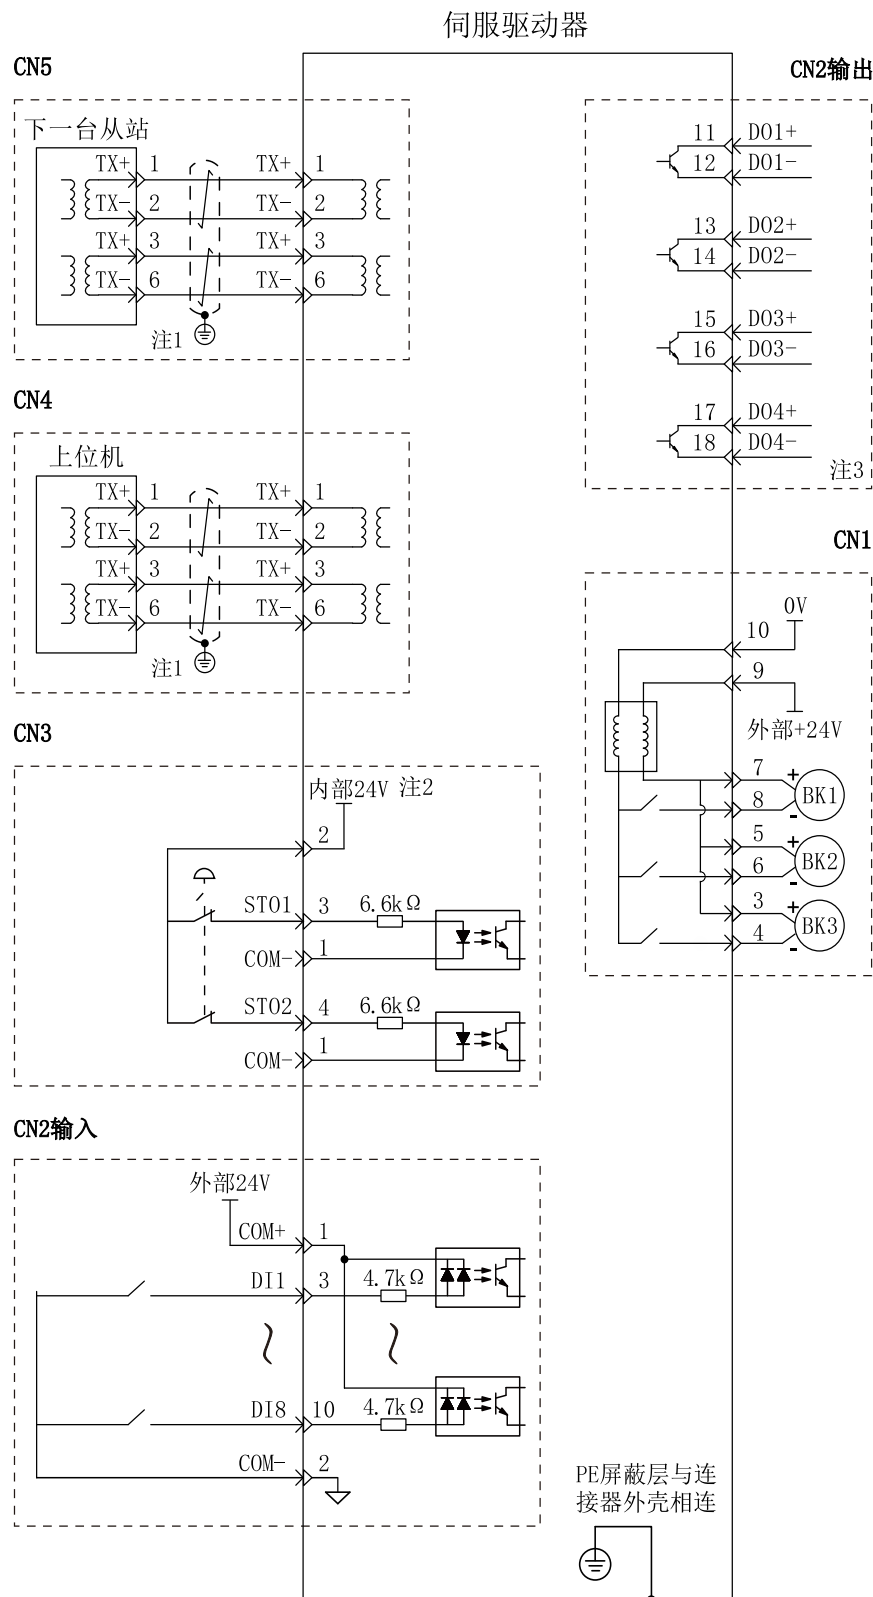 伺服驱动器
CN5
下一台从站
TX+ 1 TX+ 1
TX- 2 TX- 2
TX+ 3 TX+ 3
TX- 6 TX- 6
注1
CN4
上位机
TX+ 1 TX+ 1
TX- 2 TX- 2
TX+ 3 TX+ 3
TX- 6 TX- 6
注1
CN3
内部24V 注2
2
STO1 3 6.6kΩ
COM- 1
STO2 4 6.6kΩ
COM- 1
CN2输入
外部24V
COM+ 1
DI1 3 4.7kΩ
DI8 10 4.7kΩ
COM- 2
CN2输出
11 DO1+
12 DO1-
13 DO2+
14 DO2-
15 DO3+
16 DO3-
17 DO4+
18 DO4-
注3
CN1
0V
10
9
外部+24V
7 +
BK1
8 -
5 +
BK2
6 -
3 +
BK3
4 -
PE屏蔽层与连
接器外壳相连